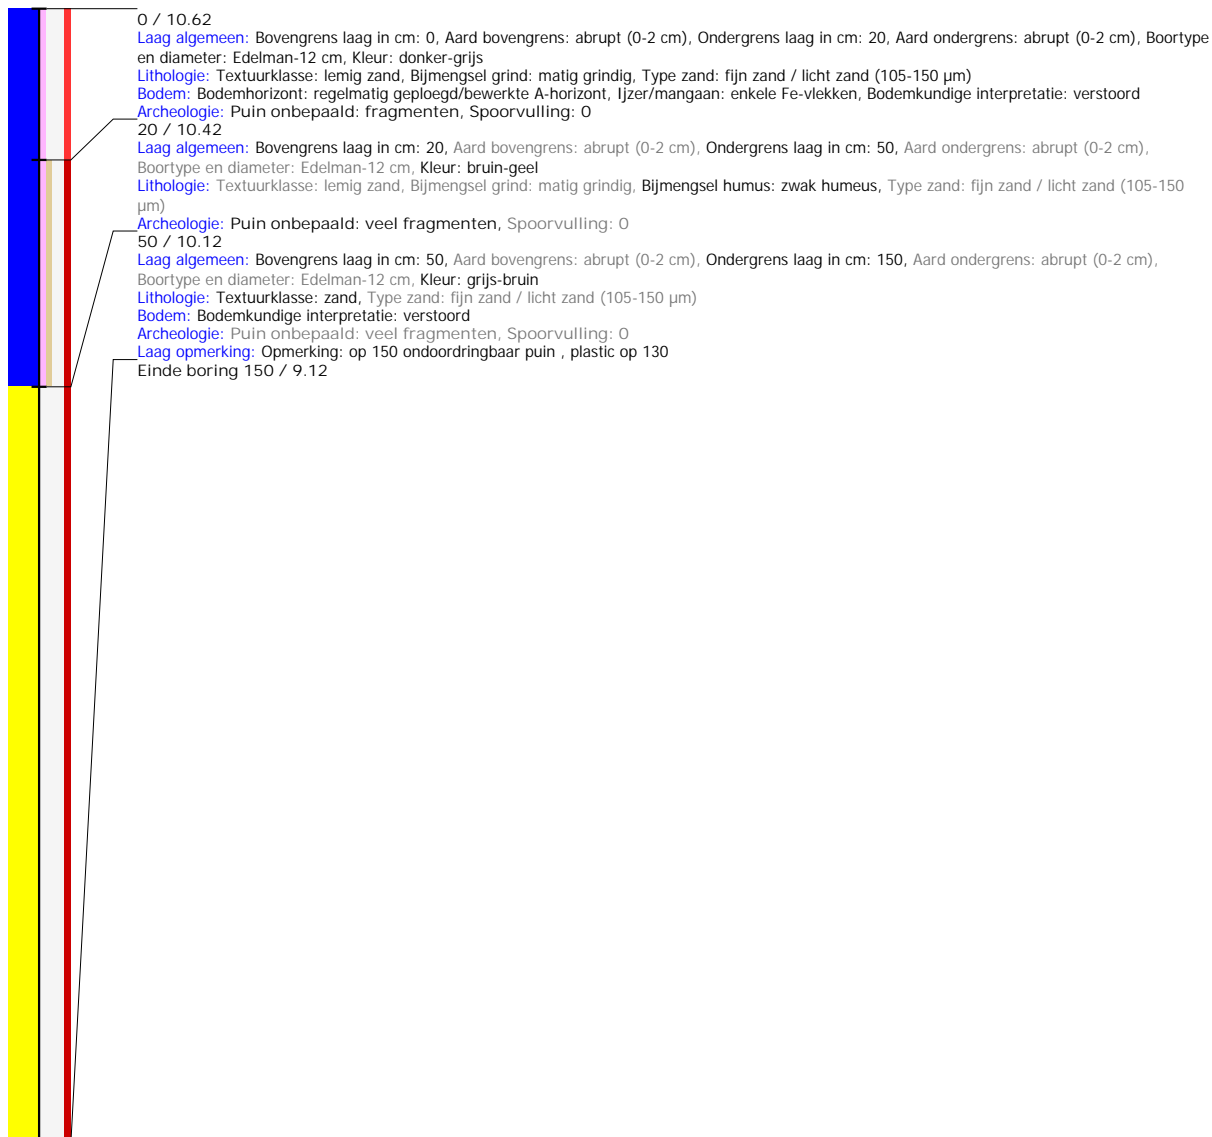 0 / 10.62
Laag algemeen: Bovengrens laag in cm: 0, Aard bovengrens: abrupt (0-2 cm), Ondergrens laag in cm: 20, Aard ondergrens: abrupt (0-2 cm), Boortype
en diameter: Edelman-12 cm, Kleur: donker-grijs
Lithologie: Textuurklasse: lemig zand, Bijmengsel grind: matig grindig, Type zand: fijn zand / licht zand (105-150 µm)
Bodem: Bodemhorizont: regelmatig geploegd/bewerkte A-horizont, Ijzer/mangaan: enkele Fe-vlekken, Bodemkundige interpretatie: verstoord
Archeologie: Puin onbepaald: fragmenten, Spoorvulling: 0
20 / 10.42
Laag algemeen: Bovengrens laag in cm: 20, Aard bovengrens: abrupt (0-2 cm), Ondergrens laag in cm: 50, Aard ondergrens: abrupt (0-2 cm),
Boortype en diameter: Edelman-12 cm, Kleur: bruin-geel
Lithologie: Textuurklasse: lemig zand, Bijmengsel grind: matig grindig, Bijmengsel humus: zwak humeus, Type zand: fijn zand / licht zand (105-150
µm)
Archeologie: Puin onbepaald: veel fragmenten, Spoorvulling: 0
50 / 10.12
Laag algemeen: Bovengrens laag in cm: 50, Aard bovengrens: abrupt (0-2 cm), Ondergrens laag in cm: 150, Aard ondergrens: abrupt (0-2 cm),
Boortype en diameter: Edelman-12 cm, Kleur: grijs-bruin
Lithologie: Textuurklasse: zand, Type zand: fijn zand / licht zand (105-150 µm)
Bodem: Bodemkundige interpretatie: verstoord
Archeologie: Puin onbepaald: veel fragmenten, Spoorvulling: 0
Laag opmerking: Opmerking: op 150 ondoordringbaar puin , plastic op 130
Einde boring 150 / 9.12